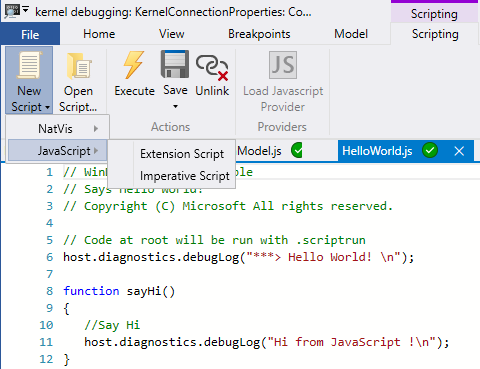 kernel debugging: KernelConnectionProperties: Co...
Scripting
File
Home
View
Breakpoints
Model
Scripting
New Script
Open Script...
Execute
Save
Unlink
JS
Load Javascript Provider
Actions
Providers
NatVis
JavaScript
Extension Script
Imperative Script
Model.js
HelloWorld.js
1 // Win
2 // Says Hello World!
3 // Copyright (C) Microsoft All rights reserved.
4
5 // Code at root will be run with .scriptrun
6 host.diagnostics.debugLog("***> Hello World! \n");
7
8 function sayHi()
9 {
10 //Say Hi
11 host.diagnostics.debugLog("Hi from JavaScript !\n");
12 }